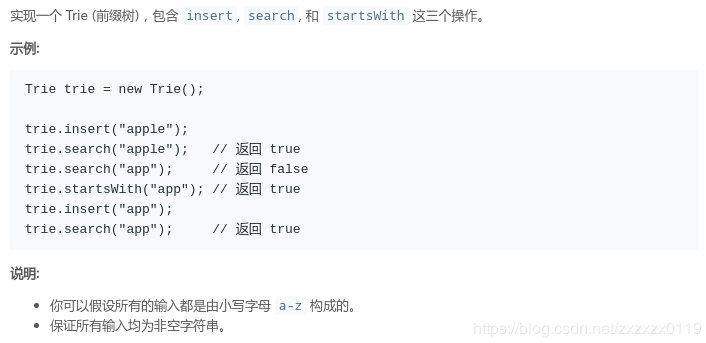 实现一个 Trie (前缀树)，包含 insert, search, 和 startsWith 这三个操作。
示例:
Trie trie = new Trie();
trie.insert("apple");
trie.search("apple");   // 返回 true
trie.search("app");     // 返回 false
trie.startsWith("app"); // 返回 true
trie.insert("app");
trie.search("app");     // 返回 true
说明:
• 你可以假设所有的输入都是由小写字母 a-z 构成的。
• 保证所有输入均为非空字符串。
https://blog.csdn.net/zxzxzx0119